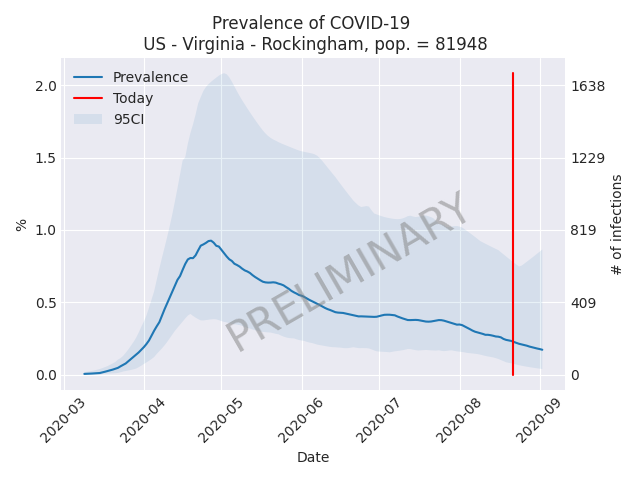 Prevalence of COVID-19
US - Virginia - Rockingham, pop. = 81948
Prevalence
Today
95CI
2.0
1.5
1.0
0.5
0.0
%
1638
1229
819
409
0
# of infections
PRELIMINARY
2020-03
2020-04
2020-05
2020-06
2020-07
2020-08
2020-09
Date